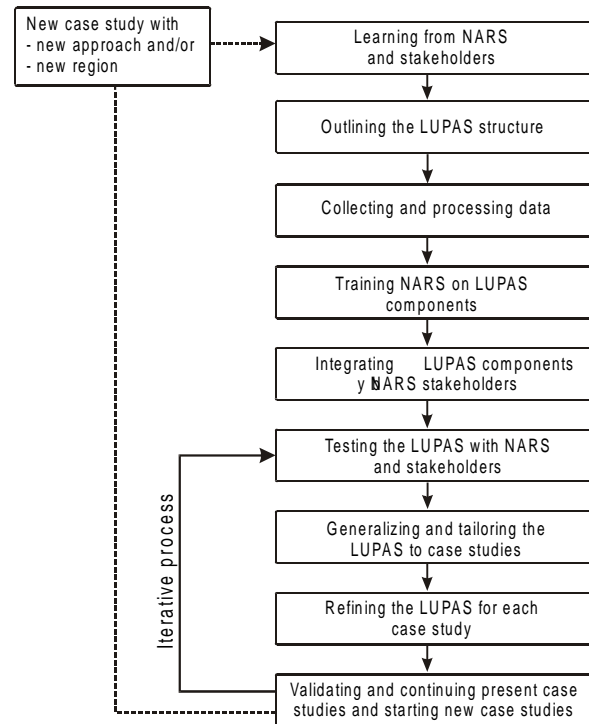 New case study with
- new approach and/or
- new region
Learning from NARS
and stakeholders
Outlining the LUPAS structure
Collecting and processing data
Training NARS on LUPAS
components
Integrating LUPAS components
y NARS stakeholders
Testing the LUPAS with NARS
and stakeholders
Generalizing and tailoring the
LUPAS to case studies
Refining the LUPAS for each
case study
Validating and continuing present case
studies and starting new case studies
Iterative process